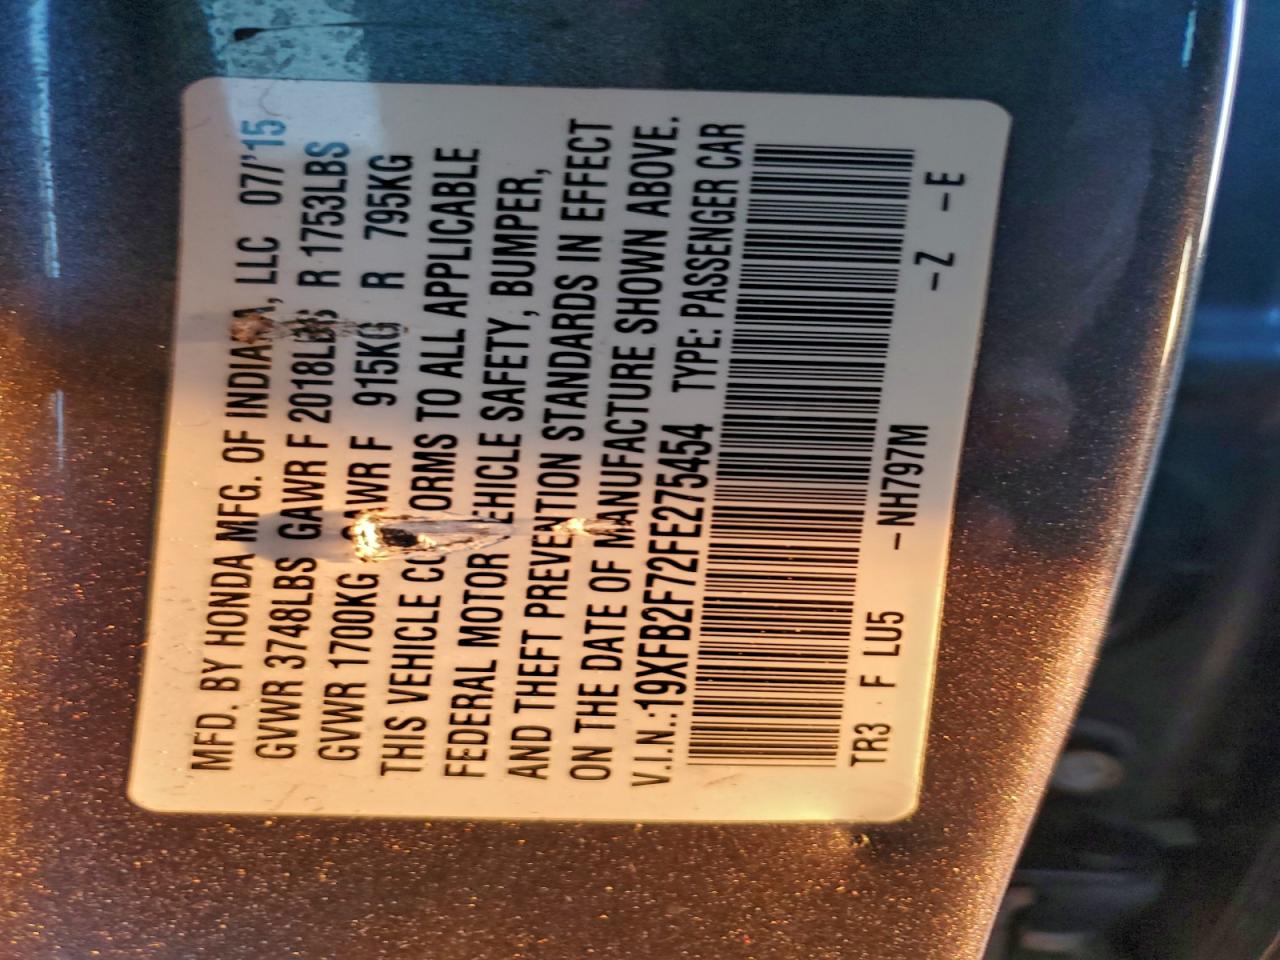 MFD. BY HONDA MFG. OF INDIANA, LLC 07/'15
GVWR 3748LBS GAWR F 2018LBS R 1753LBS
GVWR 1700KG GAWR F 915KG R 795KG
THIS VEHICLE CONFORMS TO ALL APPLICABLE
FEDERAL MOTOR VEHICLE SAFETY, BUMPER,
AND THEFT PREVENTION STANDARDS IN EFFECT
ON THE DATE OF MANUFACTURE SHOWN ABOVE.
V.I.N.:19XFB2F72FE275454 TYPE: PASSENGER CAR
TR3 F LU5 -NH797M -Z -E